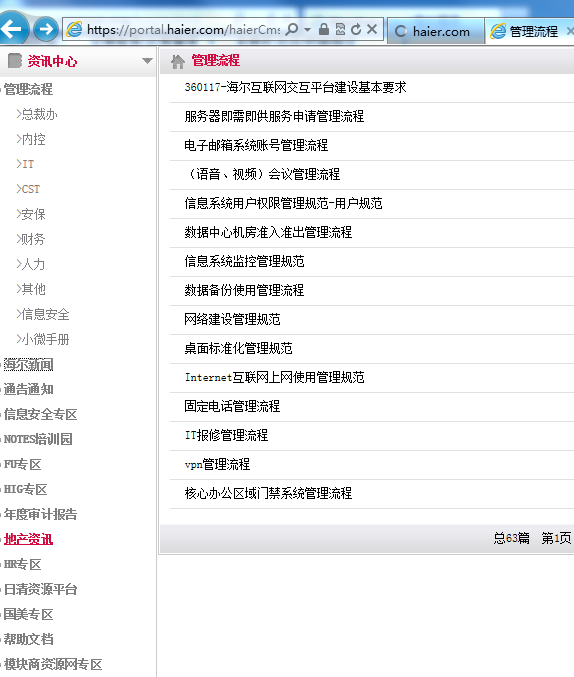 https://portal.haier.com/haierCms
haier.com
管理流程
资讯中心
管理流程
总裁办
内控
IT
CST
安保
财务
人力
其他
信息安全
小微手册
海尔新闻
通告通知
信息安全专区
NOTES培训园
FU专区
HIG专区
年度审计报告
地产资讯
HR专区
日清资源平台
国美专区
帮助文档
模块商资源网专区
管理流程
360117-海尔互联网交互平台建设基本要求
服务器即需即供服务申请管理流程
电子邮箱系统账号管理流程
（语音、视频）会议管理流程
信息系统用户权限管理规范-用户规范
数据中心机房准入准出管理流程
信息系统监控管理规范
数据备份使用管理流程
网络建设管理规范
桌面标准化管理规范
Internet互联网上网使用管理规范
固定电话管理流程
IT报修管理流程
vpn管理流程
核心办公区域门禁系统管理流程
总63篇 第1页